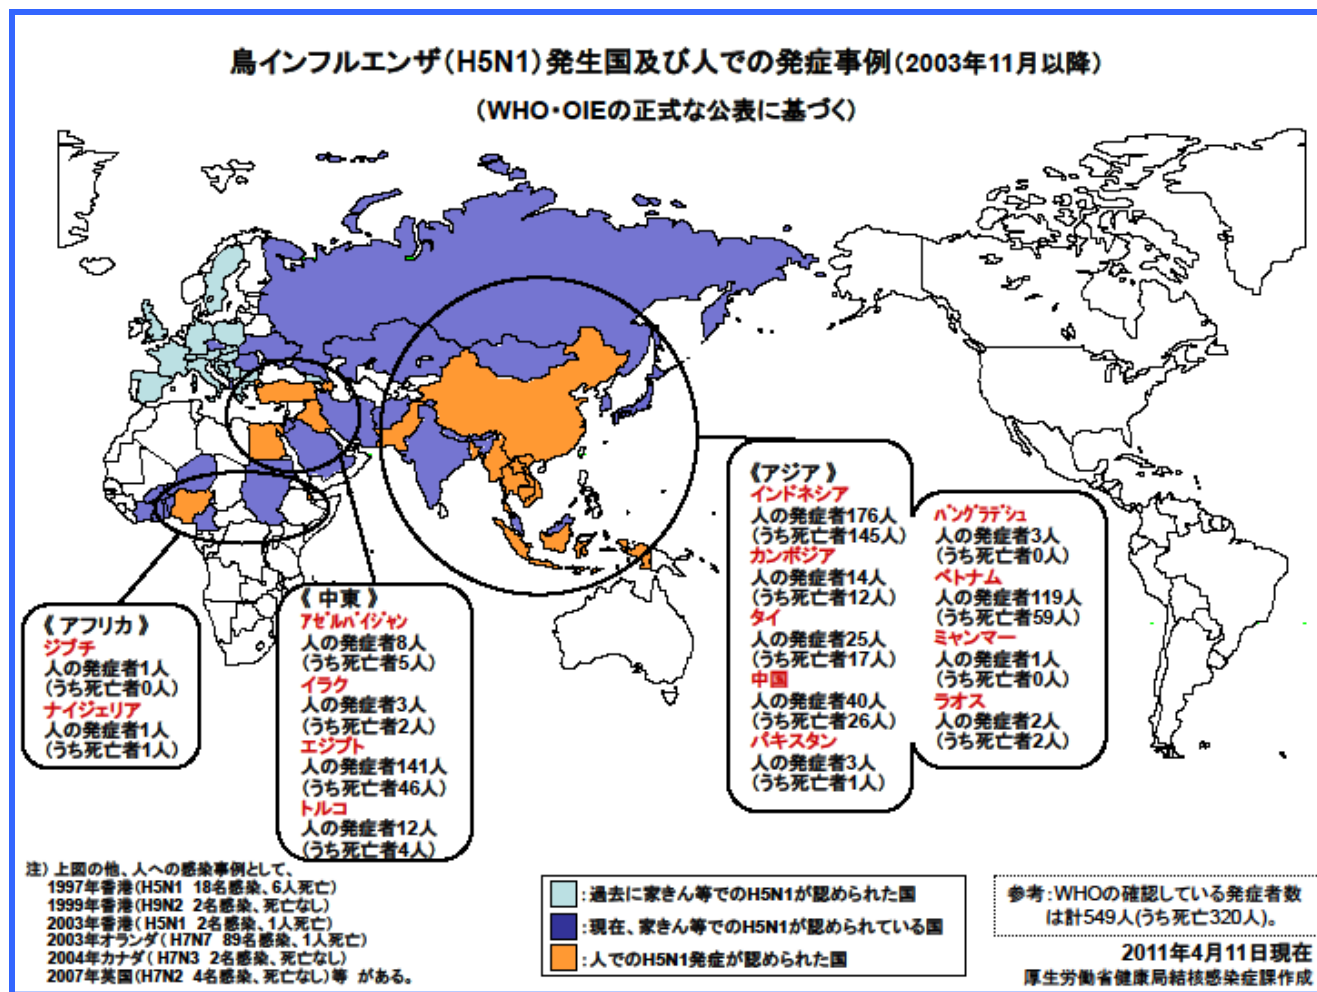 鳥インフルエンザ(H5N1)発生国及び人での発症事例(2003年11月以降)
(WHO・OIEの正式な公表に基づく)
《アジア》
インドネシア
人の発症者176人
(うち死亡者145人)
カンボジア
人の発症者14人
(うち死亡者12人)
タイ
人の発症者25人
(うち死亡者17人)
中国
人の発症者40人
(うち死亡者26人)
パキスタン
人の発症者3人
(うち死亡者1人)
バングラデシュ
人の発症者3人
(うち死亡者0人)
ベトナム
人の発症者119人
(うち死亡者59人)
ミャンマー
人の発症者1人
(うち死亡者0人)
ラオス
人の発症者2人
(うち死亡者2人)
《中東》
アゼルバイジャン
人の発症者8人
(うち死亡者5人)
イラク
人の発症者3人
(うち死亡者2人)
エジプト
人の発症者141人
(うち死亡者46人)
トルコ
人の発症者12人
(うち死亡者4人)
《アフリカ》
ジブチ
人の発症者1人
(うち死亡者0人)
ナイジェリア
人の発症者1人
(うち死亡者1人)
注)上図の他、人への感染事例として、
1997年香港(H5N1 18名感染、6人死亡)
1999年香港(H9N2 2名感染、死亡なし)
2003年香港(H5N1 2名感染、1人死亡)
2003年オランダ(H7N7 89名感染、1人死亡)
2004年カナダ(H7N3 2名感染、死亡なし)
2007年英国(H7N2 4名感染、死亡なし)等 がある。
:過去に家きん等でのH5N1が認められた国
:現在、家きん等でのH5N1が認められている国
:人でのH5N1発症が認められた国
参考:WHOの確認している発症者数
は計549人(うち死亡320人)。
2011年4月11日現在
厚生労働省健康局結核感染症課作成